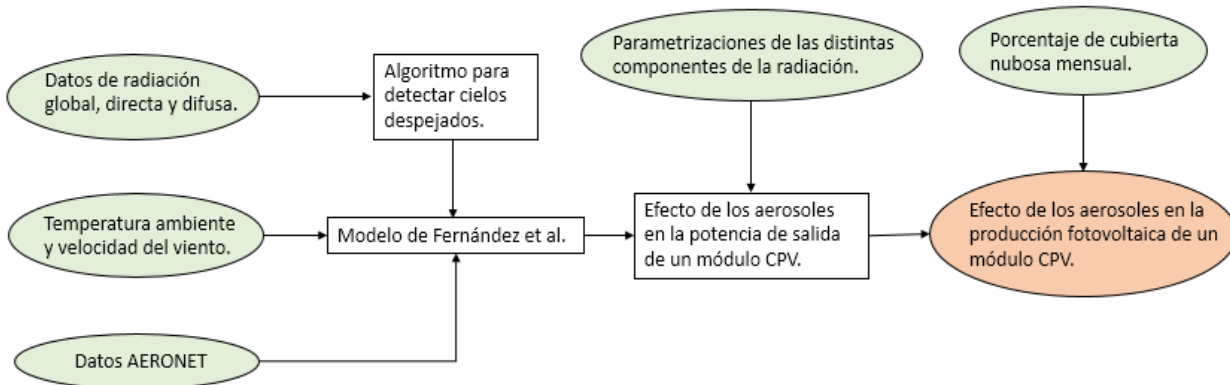 Datos de radiación
global, directa y difusa.
Algoritmo para
detectar cielos
despejados.
Parametrizaciones de las distintas
componentes de la radiación.
Porcentaje de cubierta
nubosa mensual.
Temperatura ambiente
y velocidad del viento.
Modelo de Fernández et al.
Efecto de los aerosoles
en la potencia de salida
de un módulo CPV.
Efecto de los aerosoles en la
producción fotovoltaica de un
módulo CPV.
Datos AERONET